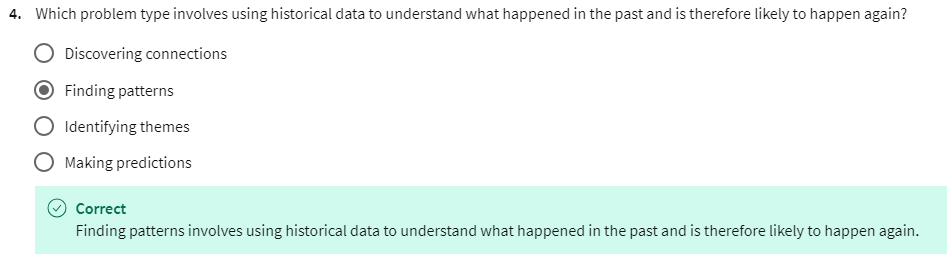 4. Which problem type involves using historical data to understand what happened in the past and is therefore likely to happen again?
Discovering connections
Finding patterns
Identifying themes
Making predictions
Correct
Finding patterns involves using historical data to understand what happened in the past and is therefore likely to happen again.